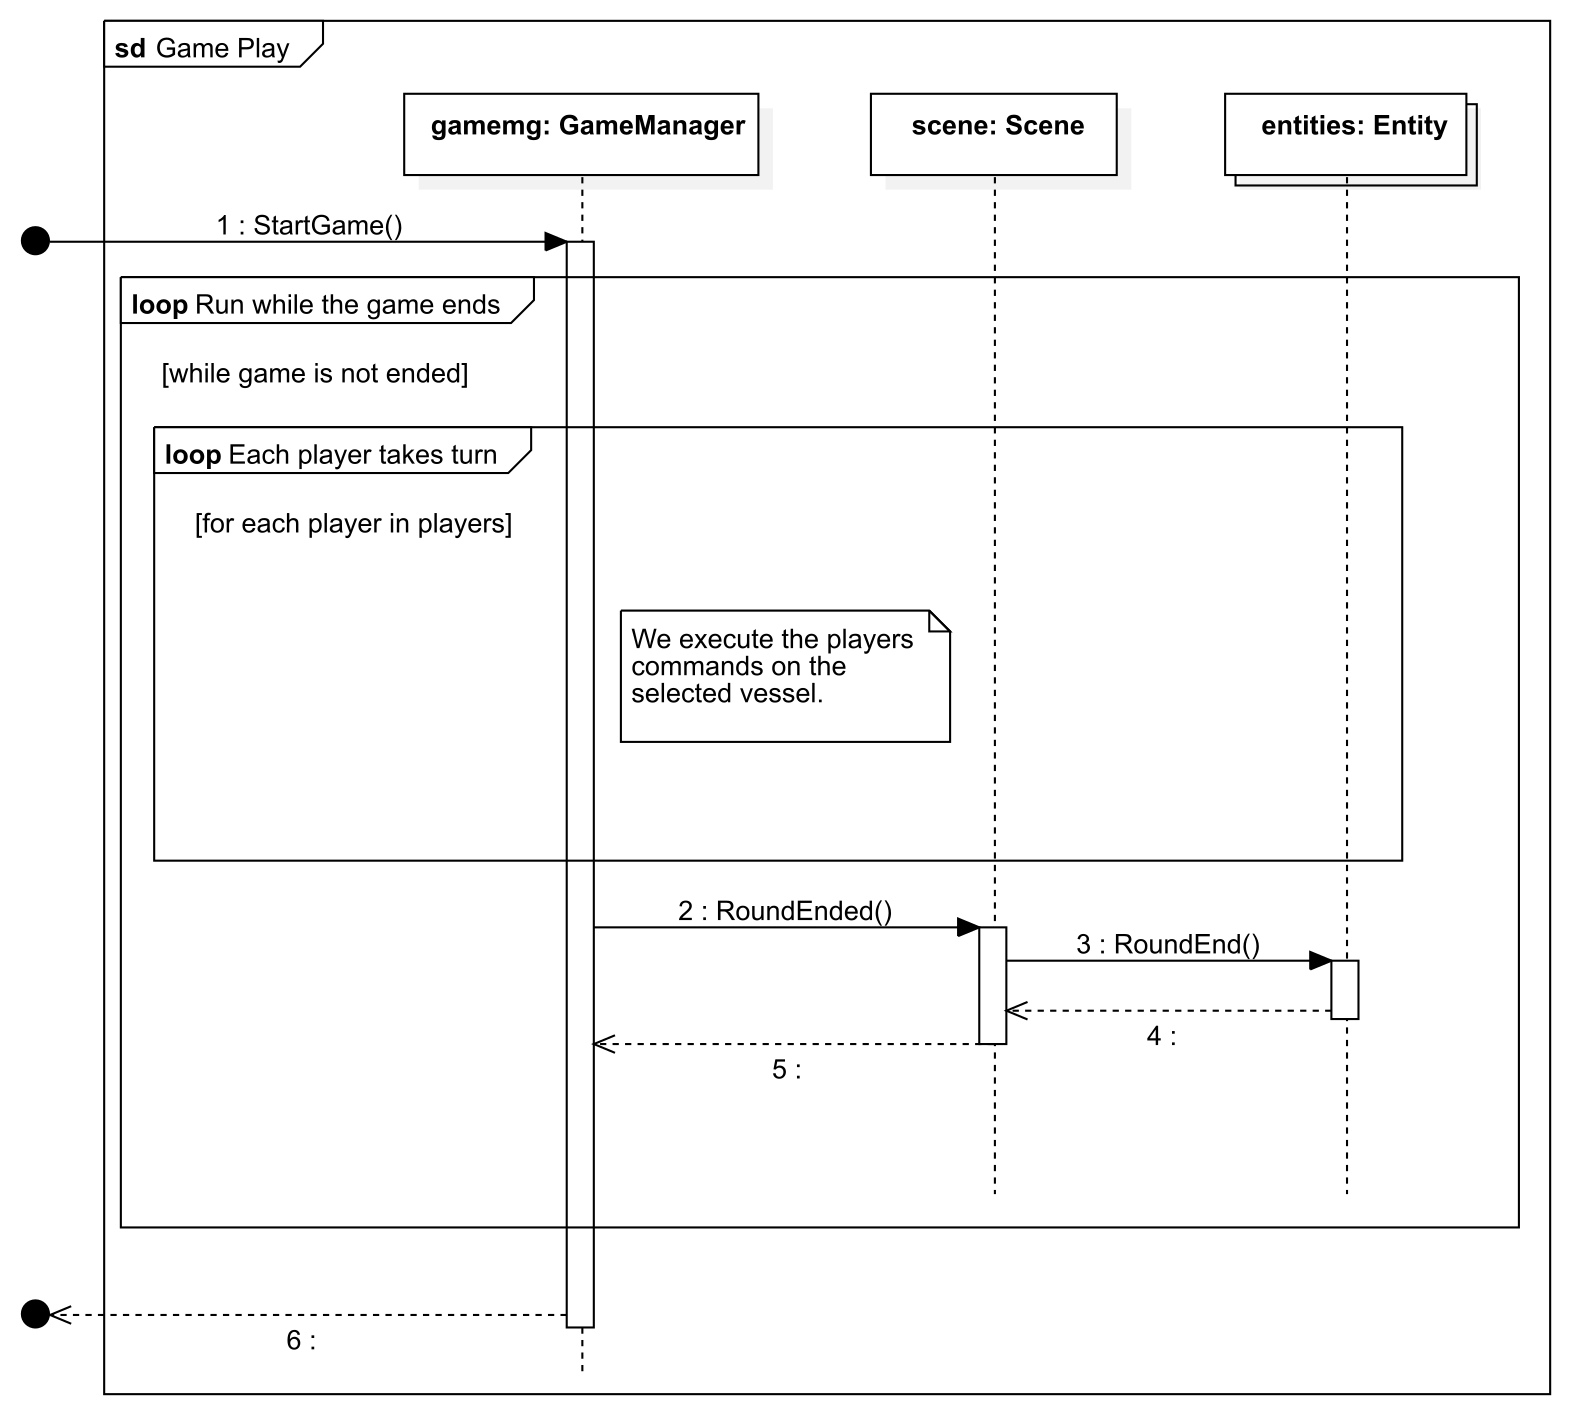 sd Game Play
gamemg: GameManager
scene: Scene
entities: Entity
1 : StartGame()
loop Run while the game ends
[while game is not ended]
loop Each player takes turn
[for each player in players]
We execute the players
commands on the
selected vessel.
2 : RoundEnded()
3 : RoundEnd()
4 :
5 :
6 :